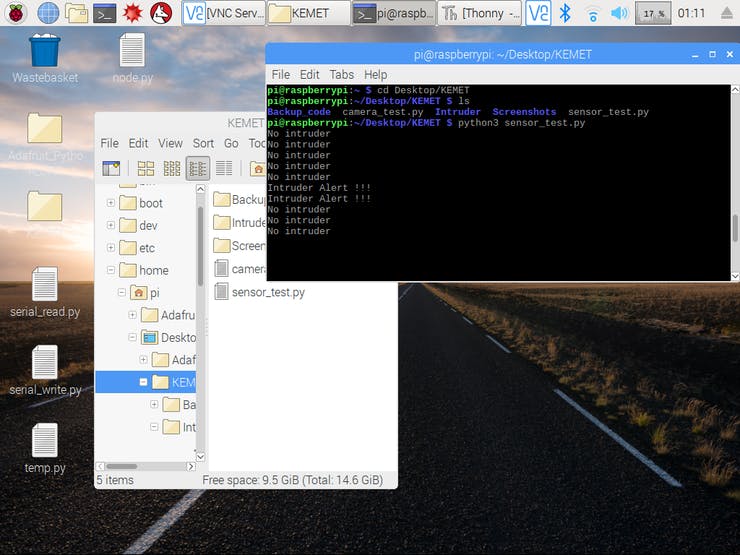 [VNC Serv...
KEMET
pi@raspb...
[Thonny -...
17 %
01:11
Wastebasket
node.py
Adafruit_Pytho
serial_read.py
serial_write.py
temp.py
KEMET
File Edit View Sort Go Too
boot
dev
etc
home
pi
Adafru
Deskto
Adaf
KEM
Ba
Int
Backu
Intrude
Screen
camera
sensor_test.py
5 items Free space: 9.5 GiB (Total: 14.6 GiB)
pi@raspberrypi: ~/Desktop/KEMET
File Edit Tabs Help
pi@raspberrypi:~ $ cd Desktop/KEMET
pi@raspberrypi:~/Desktop/KEMET $ ls
Backup_code camera_test.py Intruder Screenshots sensor_test.py
pi@raspberrypi:~/Desktop/KEMET $ python3 sensor_test.py
No intruder
No intruder
No intruder
No intruder
No intruder
Intruder Alert !!!
Intruder Alert !!!
No intruder
No intruder
No intruder